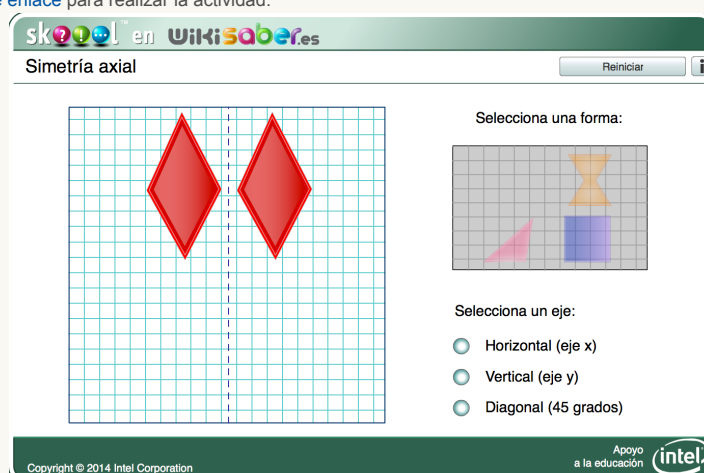 e enlace para realizar la actividad.
skoool™ en wikisaber.es
Simetría axial
Reiniciar
i
Selecciona una forma:
Selecciona un eje:
Horizontal (eje x)
Vertical (eje y)
Diagonal (45 grados)
Copyright © 2014 Intel Corporation
Apoyo
a la educación
intel